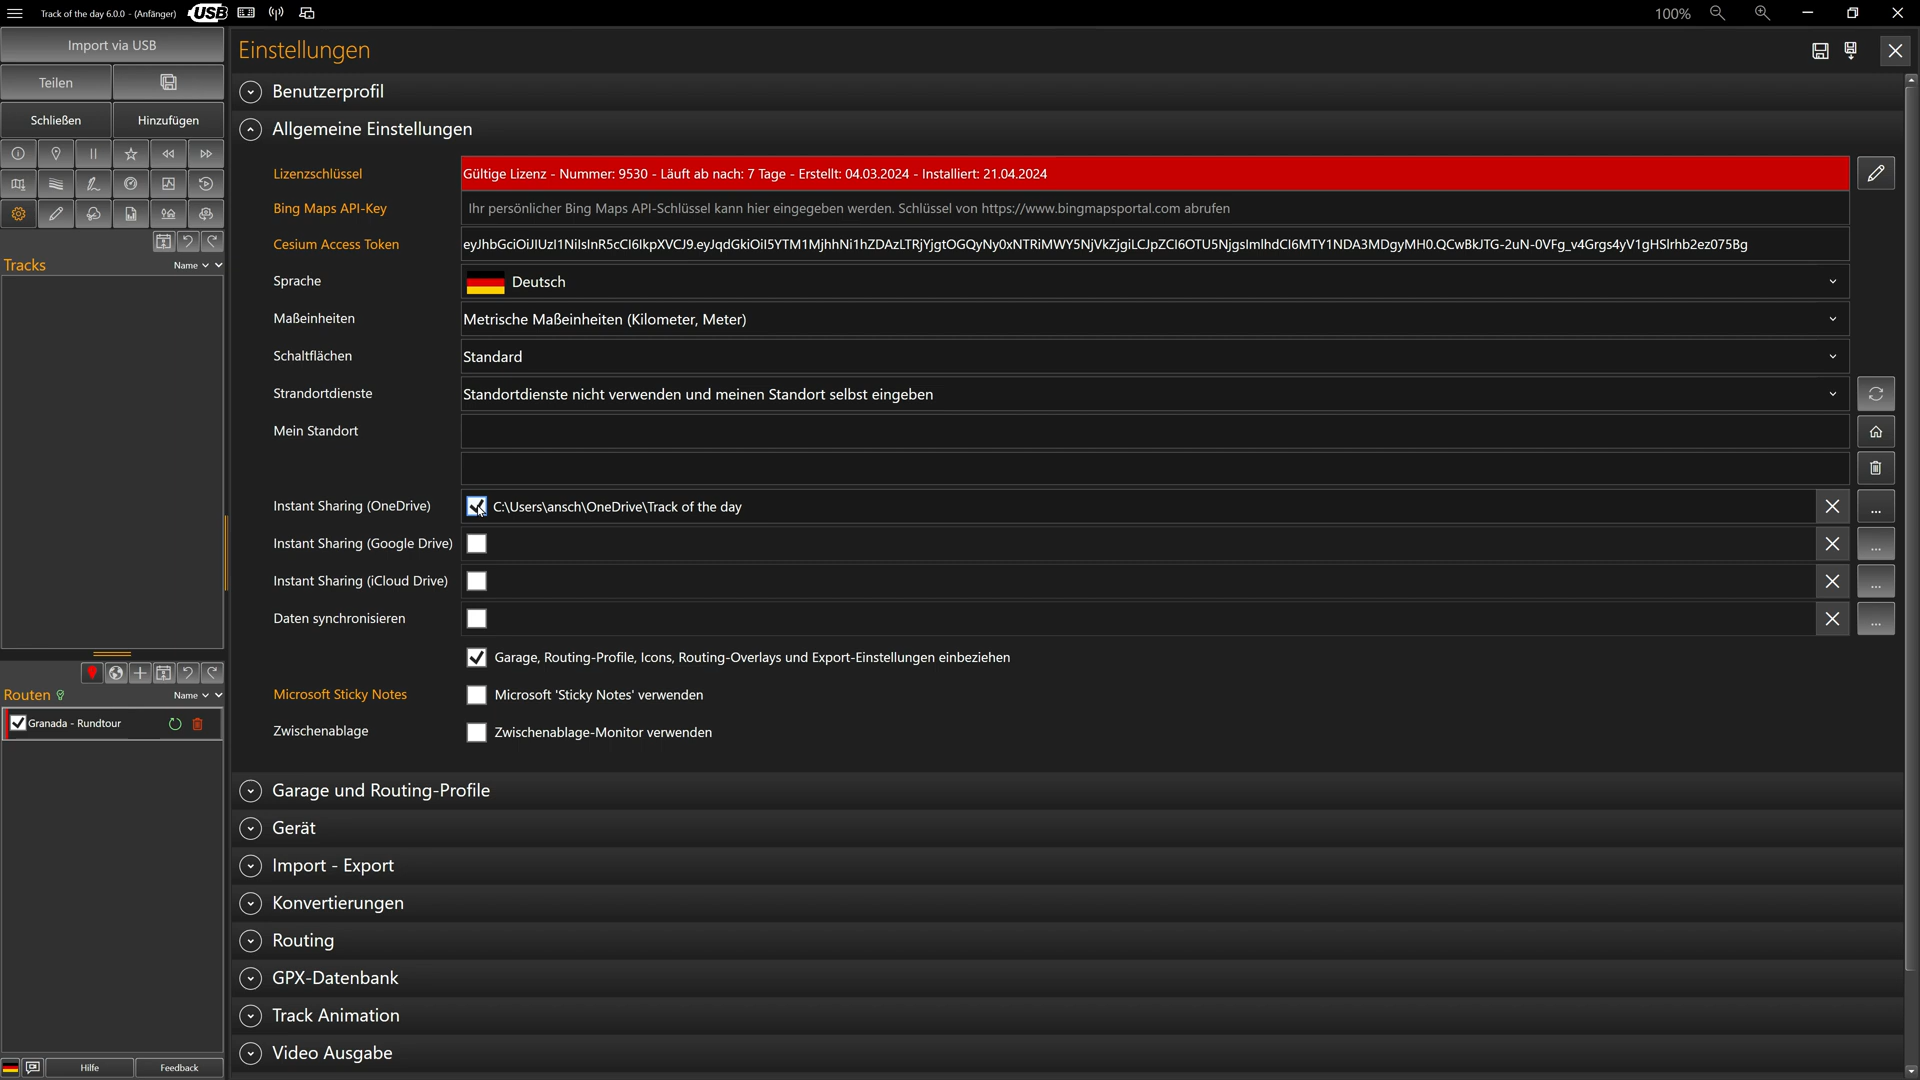 Track of the day 6.0.0 - (Anfänger)
USB
100%
Import via USB
Teilen
Schließen
Hinzufügen
Tracks
Name
Routen
Name
Granada - Rundtour
Hilfe
Feedback
Einstellungen
Benutzerprofil
Allgemeine Einstellungen
Lizenzschlüssel
Gültige Lizenz - Nummer: 9530 - Läuft ab nach: 7 Tage - Erstellt: 04.03.2024 - Installiert: 21.04.2024
Bing Maps API-Key
Ihr persönlicher Bing Maps API-Schlüssel kann hier eingegeben werden. Schlüssel von https://www.bingmapsportal.com abrufen
Cesium Access Token
Sprache
Deutsch
Maßeinheiten
Metrische Maßeinheiten (Kilometer, Meter)
Schaltflächen
Standard
Strandortdienste
Standortdienste nicht verwenden und meinen Standort selbst eingeben
Mein Standort
Instant Sharing (OneDrive)
C:\Users\ansch\OneDrive\Track of the day
...
Instant Sharing (Google Drive)
...
Instant Sharing (iCloud Drive)
...
Daten synchronisieren
...
Garage, Routing-Profile, Icons, Routing-Overlays und Export-Einstellungen einbeziehen
Microsoft Sticky Notes
Microsoft 'Sticky Notes' verwenden
Zwischenablage
Zwischenablage-Monitor verwenden
Garage und Routing-Profile
Gerät
Import - Export
Konvertierungen
Routing
GPX-Datenbank
Track Animation
Video Ausgabe